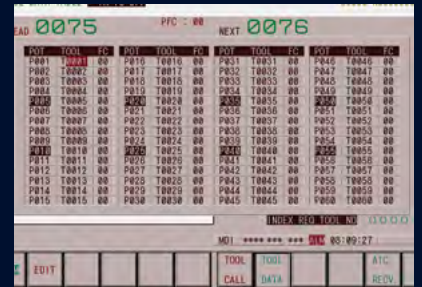 EAD 0075 PFC : 00 NEXT 0076
POT TOOL FC POT TOOL FC POT TOOL FC POT TOOL FC
P001 T0001 00 P016 T0016 00 P031 T0031 00 P046 T0046 00
P002 T0002 00 P017 T0017 00 P032 T0032 00 P047 T0047 00
P003 T0003 00 P018 T0018 00 P033 T0033 00 P048 T0048 00
P004 T0004 00 P019 T0019 00 P034 T0034 00 P049 T0049 00
P005 T0005 00 P020 T0020 00 P035 T0035 00 P050 T0050 00
P006 T0006 00 P021 T0021 00 P036 T0036 00 P051 T0051 00
P007 T0007 00 P022 T0022 00 P037 T0037 00 P052 T0052 00
P008 T0008 00 P023 T0023 00 P038 T0038 00 P053 T0053 00
P009 T0009 00 P024 T0024 00 P039 T0039 00 P054 T0054 00
P010 T0010 00 P025 T0025 00 P040 T0040 00 P055 T0055 00
P011 T0011 00 P026 T0026 00 P041 T0041 00 P056 T0056 00
P012 T0012 00 P027 T0027 00 P042 T0042 00 P057 T0057 00
P013 T0013 00 P028 T0028 00 P043 T0043 00 P058 T0058 00
P014 T0014 00 P029 T0029 00 P044 T0044 00 P059 T0059 00
P015 T0015 00 P030 T0030 00 P045 T0045 00 P060 T0060 00
INDEX REQ TOOL NO 0000
MDI **** *** *** ALM 08:09:27
EDIT TOOL CALL TOOL DATA ATC RECV.